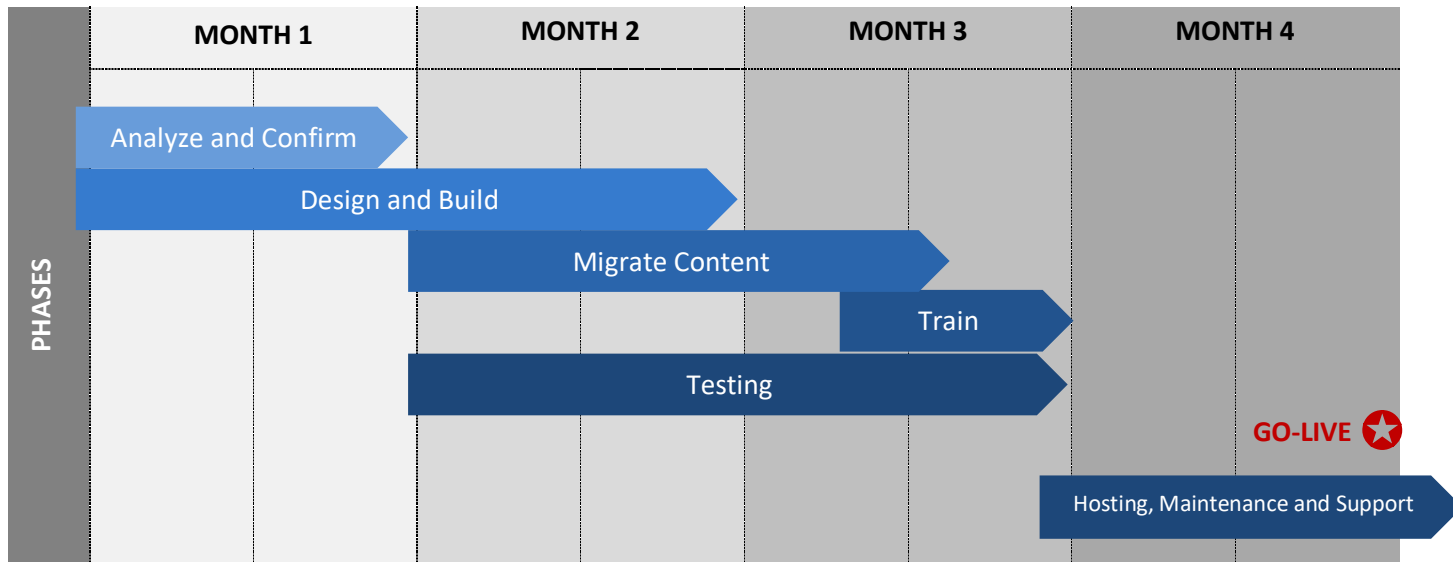 MONTH 1
MONTH 2
MONTH 3
MONTH 4
PHASES
Analyze and Confirm
Design and Build
Migrate Content
Train
Testing
GO-LIVE
Hosting, Maintenance and Support